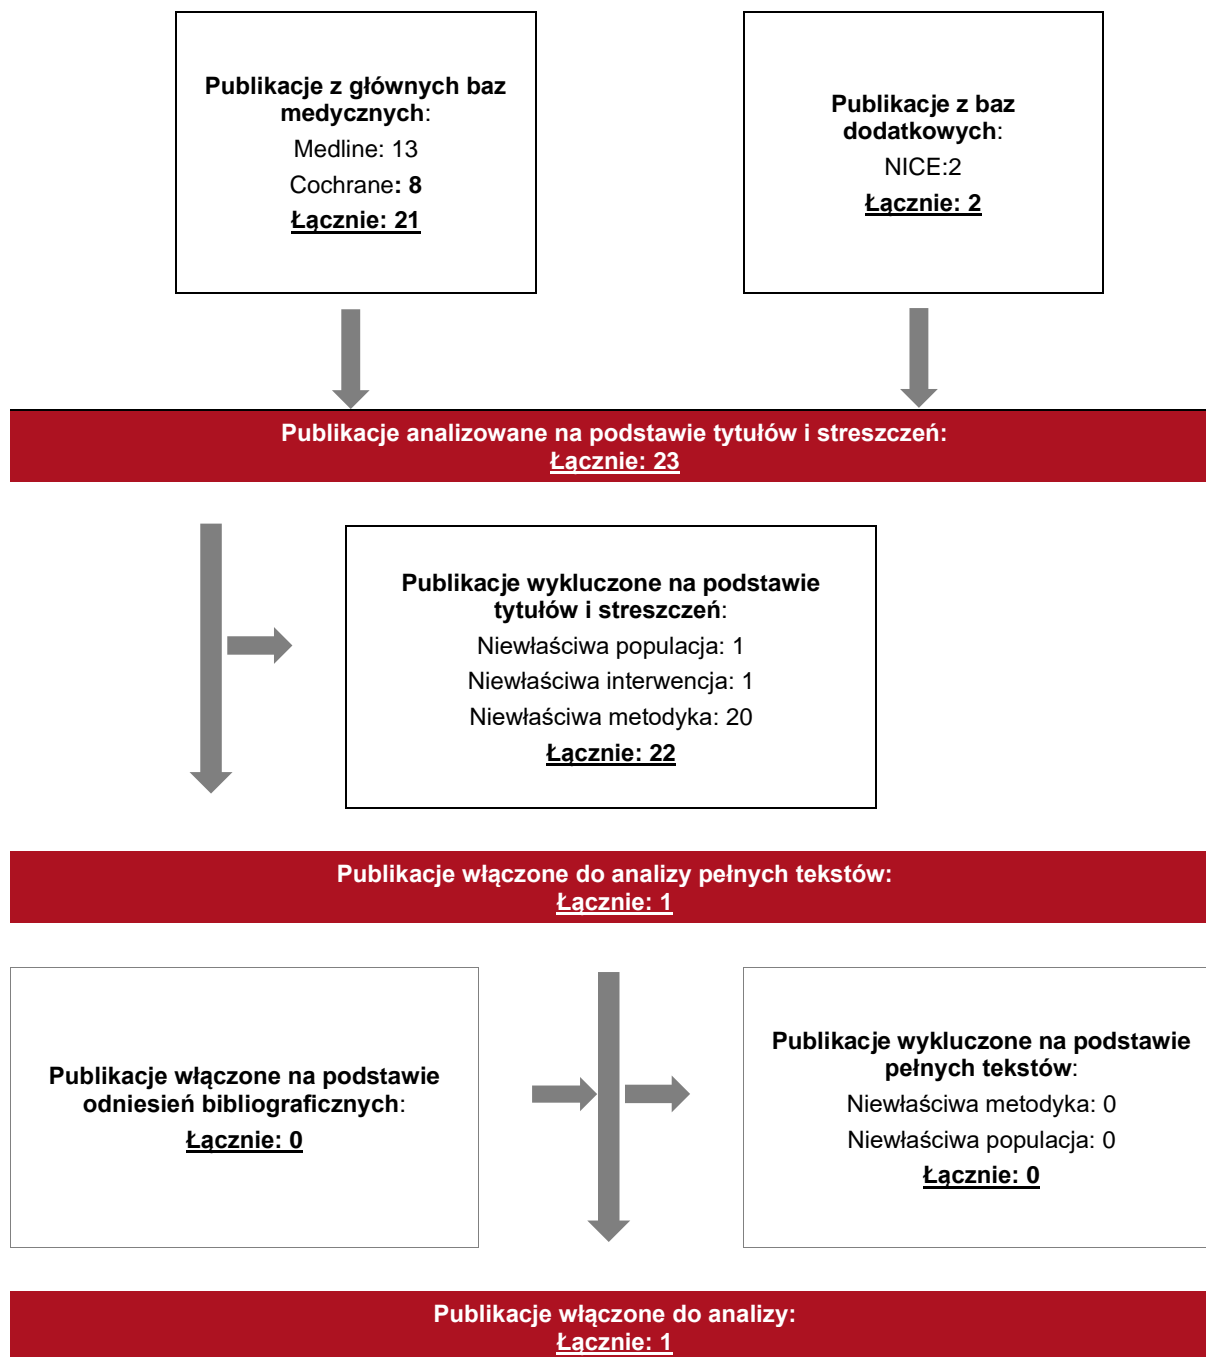 Publikacje z głównych baz
medycznych:
Medline: 13
Cochrane: 8
Łącznie: 21
Publikacje z baz
dodatkowych:
NICE:2
Łącznie: 2
Publikacje analizowane na podstawie tytułów i streszczeń:
Łącznie: 23
Publikacje wykluczone na podstawie
tytułów i streszczeń:
Niewłaściwa populacja: 1
Niewłaściwa interwencja: 1
Niewłaściwa metodyka: 20
Łącznie: 22
Publikacje włączone do analizy pełnych tekstów:
Łącznie: 1
Publikacje włączone na podstawie
odniesień bibliograficznych:
Łącznie: 0
Publikacje wykluczone na podstawie
pełnych tekstów:
Niewłaściwa metodyka: 0
Niewłaściwa populacja: 0
Łącznie: 0
Publikacje włączone do analizy:
Łącznie: 1